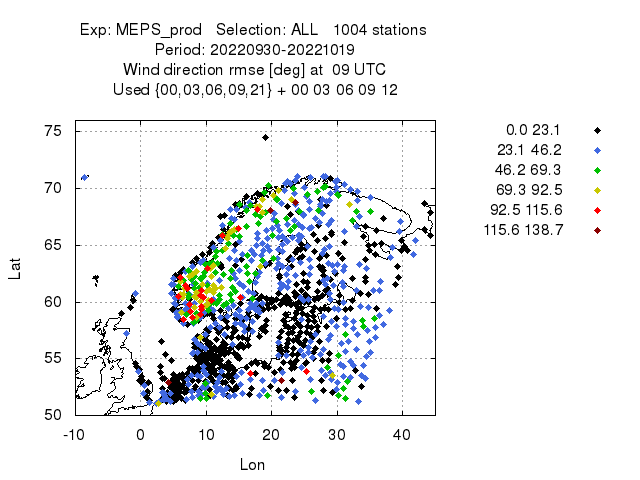 Exp: MEPS_prod   Selection: ALL   1004 stations
Period: 20220930-20221019
Wind direction rmse [deg] at  09 UTC
Used {00,03,06,09,21} + 00 03 06 09 12
0.0 23.1
23.1 46.2
46.2 69.3
69.3 92.5
92.5 115.6
115.6 138.7
75
70
65
60
55
50
Lat
-10 0 10 20 30 40
Lon